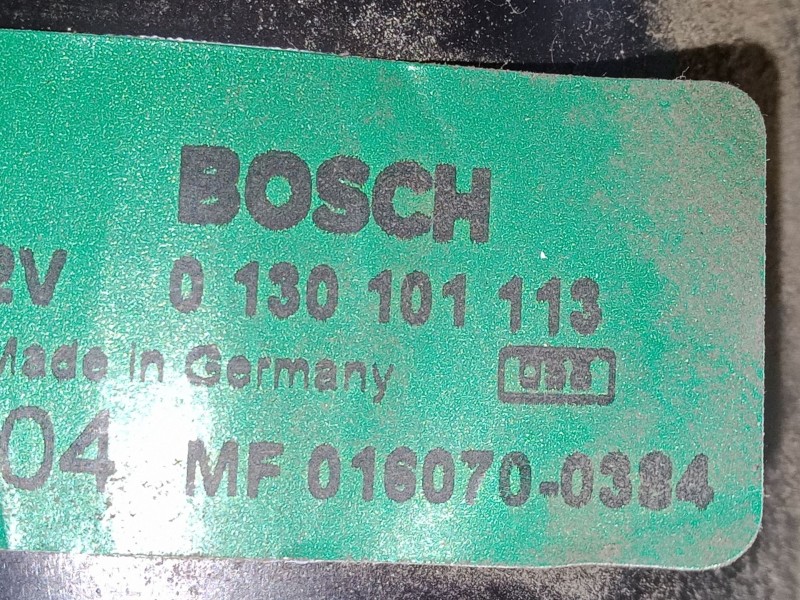 BOSCH
2V 0 130 101 113
Made in Germany
04 MF 016070-0384